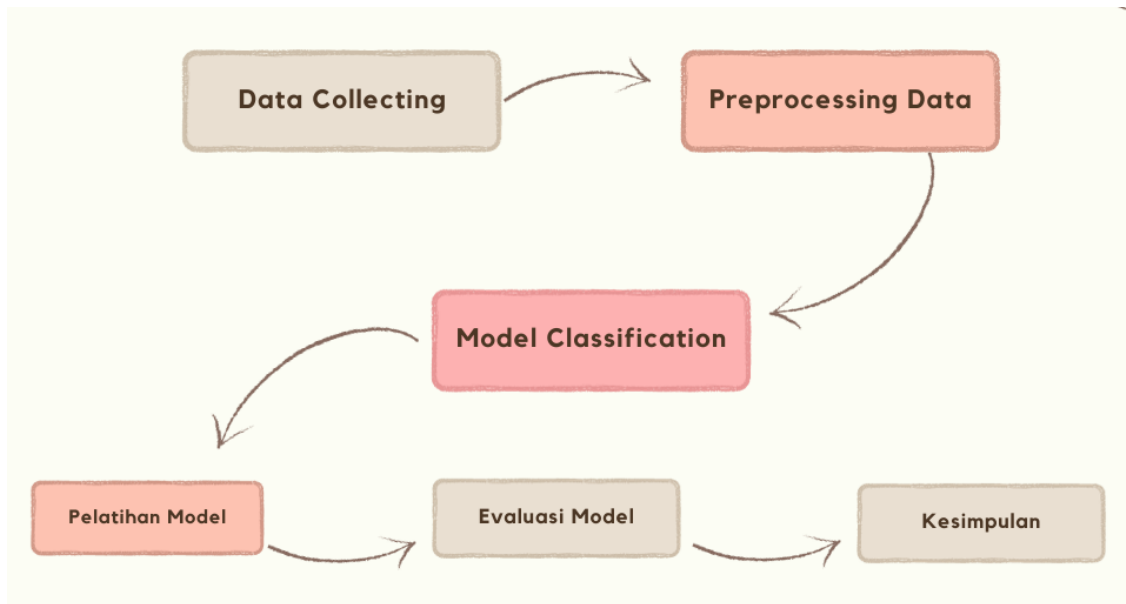 Data Collecting
Preprocessing Data
Model Classification
Pelatihan Model
Evaluasi Model
Kesimpulan